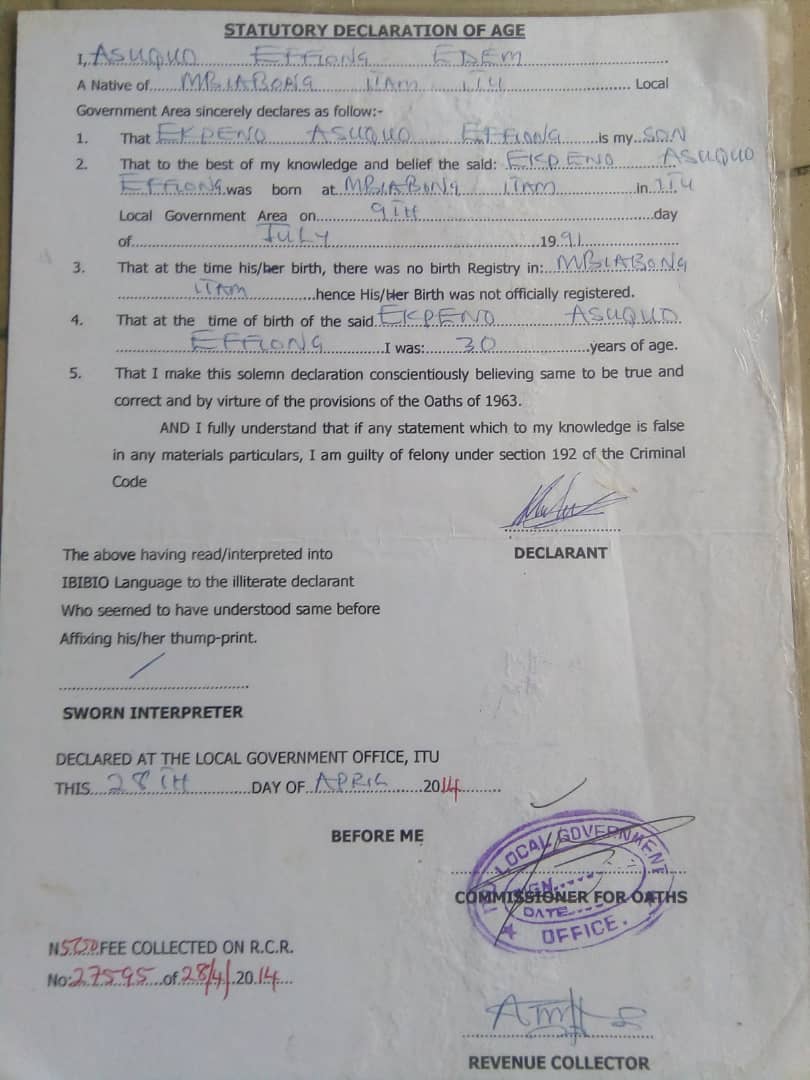 STATUTORY DECLARATION OF AGE
I, ASUQUO EFFIONG EDEM
A Native of MBIABONG ITAM ITU Local
Government Area sincerely declares as follow:-
1. That EKPENO ASUQUO EFFIONG is my SON
2. That to the best of my knowledge and belief the said: EKPENO ASUQUO
EFFIONG was born at MBIABONG ITAM in ITU
Local Government Area on 9TH day
of JULY 1991
3. That at the time his/her birth, there was no birth Registry in: MBIABONG
ITAM hence His/Her Birth was not officially registered.
4. That at the time of birth of the said EKPENO ASUQUO
EFFIONG I was: 30 years of age.
5. That I make this solemn declaration conscientiously believing same to be true and
correct and by virture of the provisions of the Oaths of 1963.
AND I fully understand that if any statement which to my knowledge is false
in any materials particulars, I am guilty of felony under section 192 of the Criminal
Code
DECLARANT
The above having read/interpreted into
IBIBIO Language to the illiterate declarant
Who seemed to have understood same before
Affixing his/her thump-print.
SWORN INTERPRETER
DECLARED AT THE LOCAL GOVERNMENT OFFICE, ITU
THIS 28TH DAY OF APRIL 2014
BEFORE ME
LOCAL GOVERNMENT
SIGN
COMMISSIONER FOR OATHS
DATE
OFFICE.
FEE COLLECTED ON R.C.R.
No: 27595 of 28/4/ 2014
REVENUE COLLECTOR